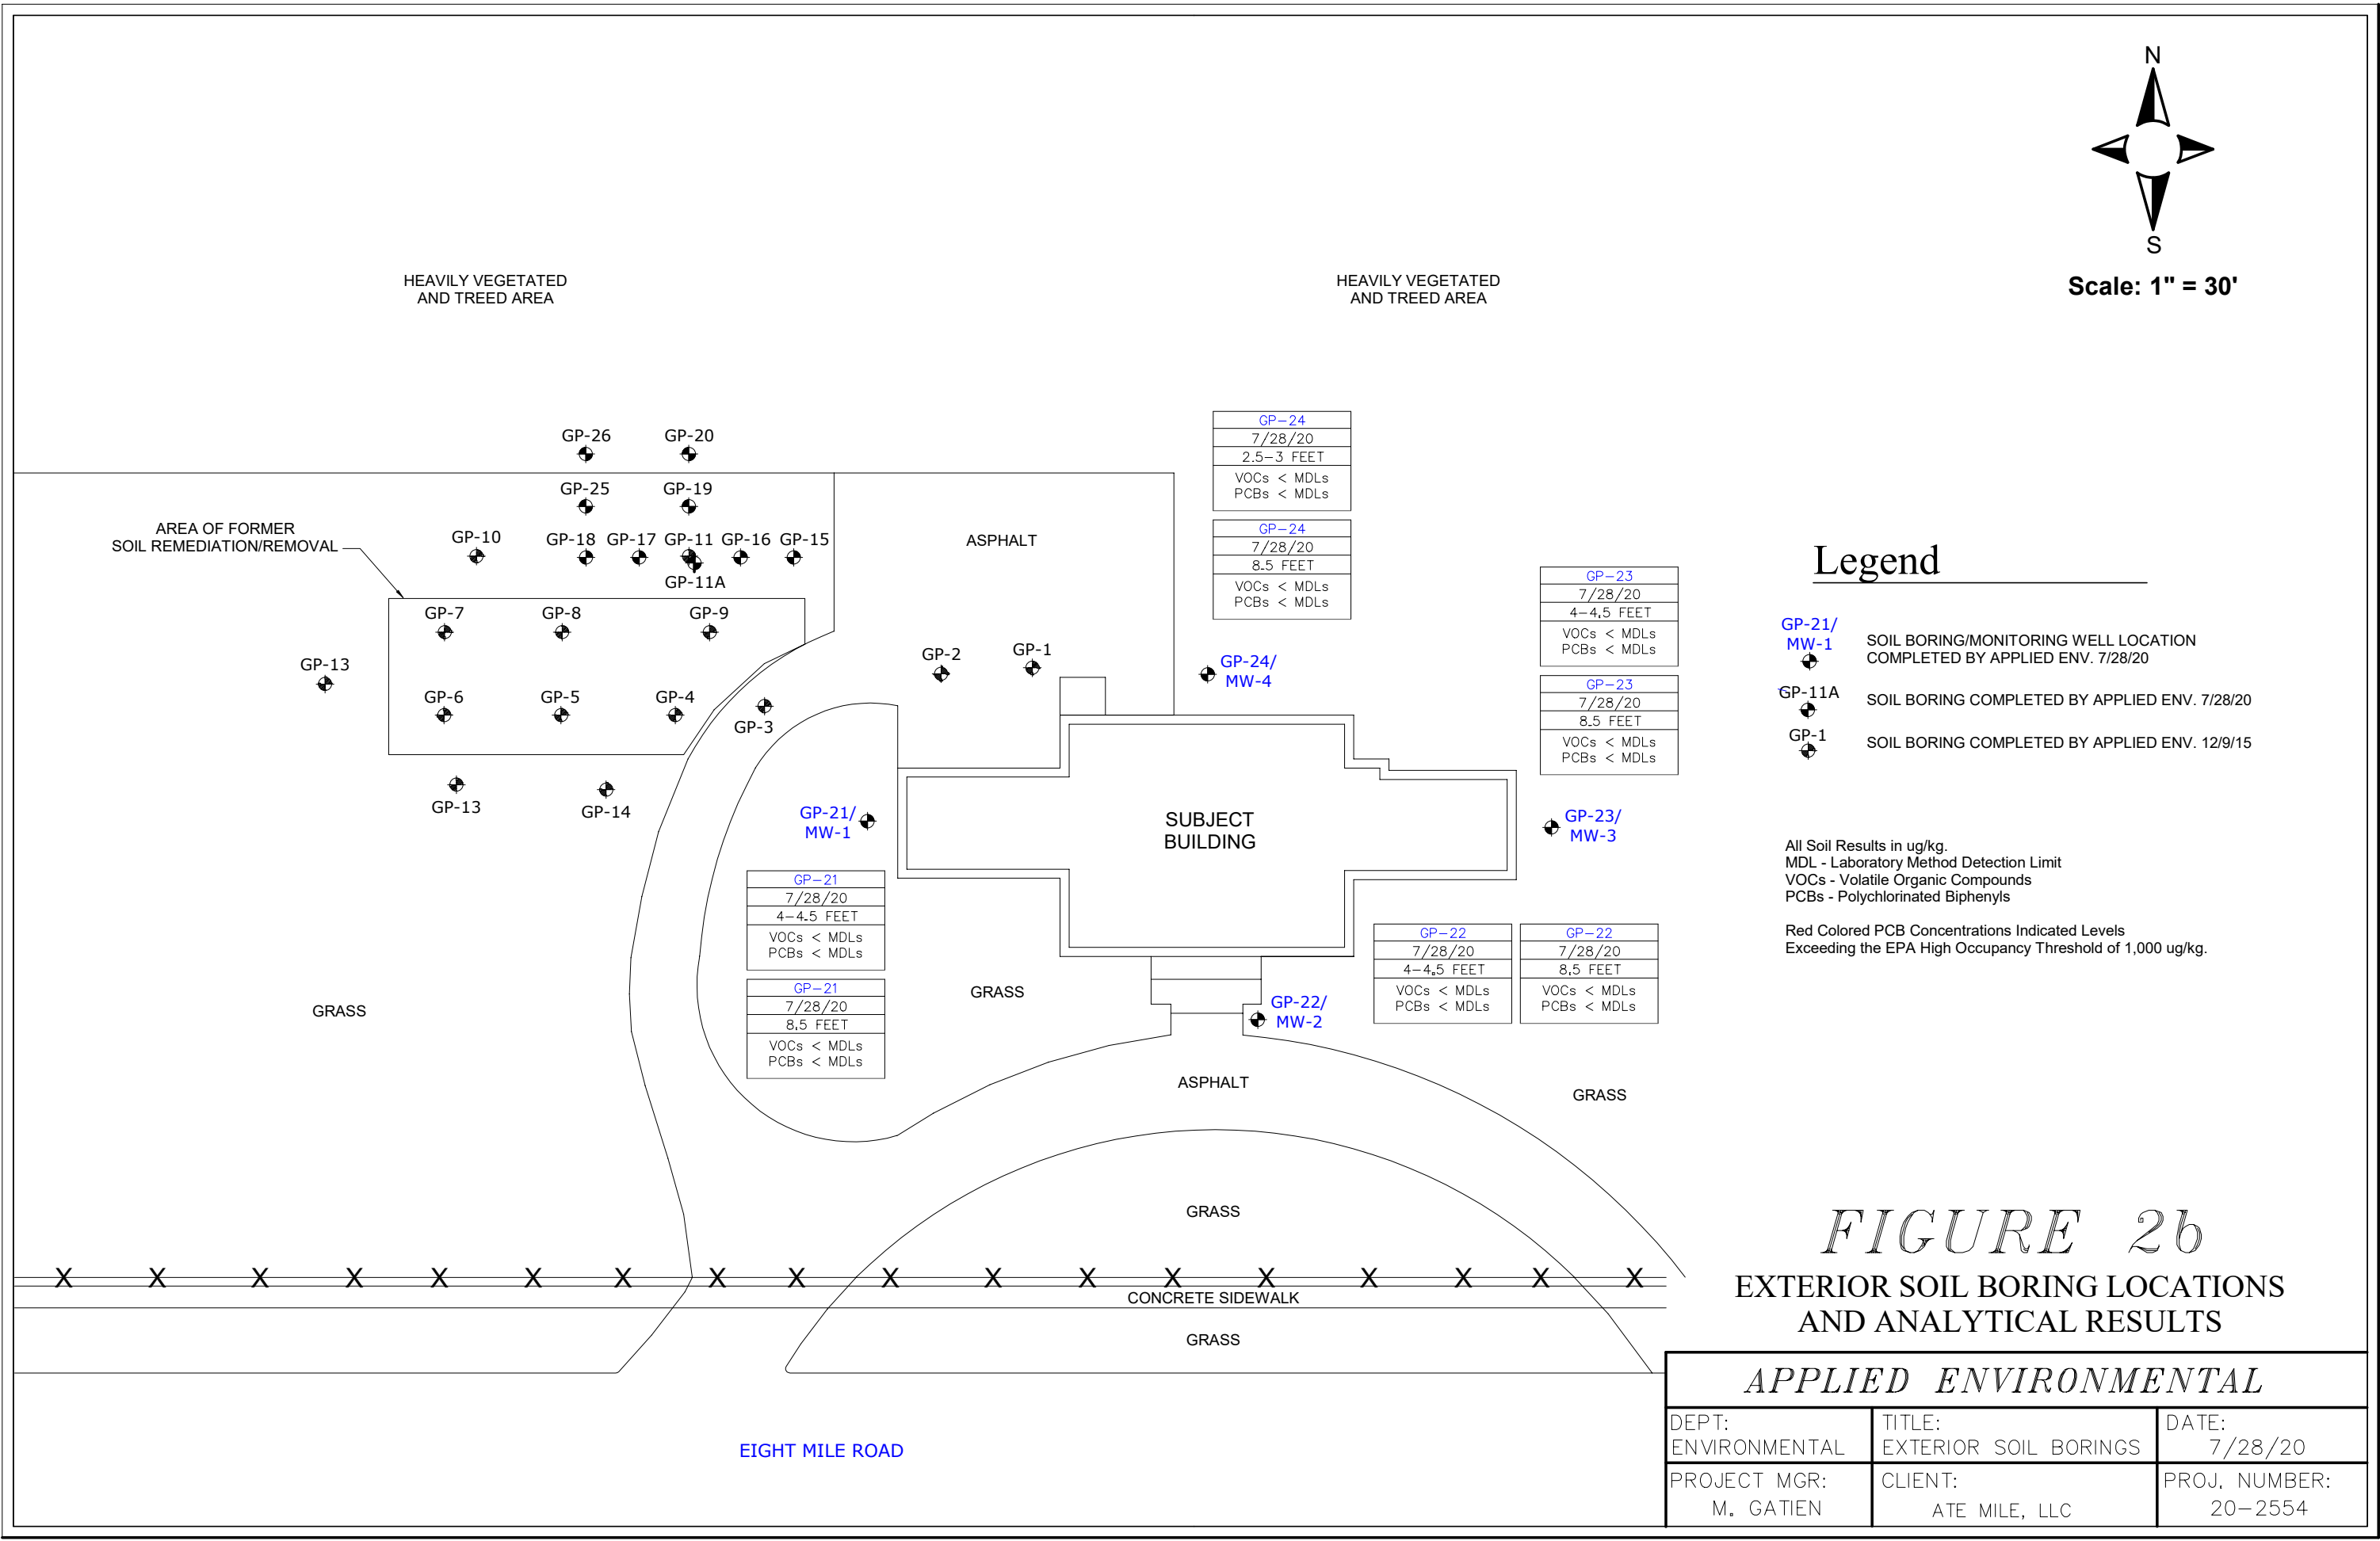 N
S
Scale: 1" = 30'
HEAVILY VEGETATED
AND TREED AREA
HEAVILY VEGETATED
AND TREED AREA
GP-26
GP-20
GP-25
GP-19
AREA OF FORMER
SOIL REMEDIATION/REMOVAL
GP-10
GP-18
GP-17
GP-11
GP-16
GP-15
GP-11A
ASPHALT
GP-7
GP-8
GP-9
GP-13
GP-6
GP-5
GP-4
GP-3
GP-2
GP-1
GP-13
GP-14
GP-24
7/28/20
2.5-3 FEET
VOCs < MDLs
PCBs < MDLs
GP-24
7/28/20
8.5 FEET
VOCs < MDLs
PCBs < MDLs
GP-24/
MW-4
GP-23
7/28/20
4-4.5 FEET
VOCs < MDLs
PCBs < MDLs
GP-23
7/28/20
8.5 FEET
VOCs < MDLs
PCBs < MDLs
GP-23/
MW-3
GP-21/
MW-1
SUBJECT
BUILDING
GP-21
7/28/20
4-4.5 FEET
VOCs < MDLs
PCBs < MDLs
GP-21
7/28/20
8.5 FEET
VOCs < MDLs
PCBs < MDLs
GP-22
7/28/20
4-4.5 FEET
VOCs < MDLs
PCBs < MDLs
GP-22
7/28/20
8.5 FEET
VOCs < MDLs
PCBs < MDLs
GP-22/
MW-2
GRASS
GRASS
ASPHALT
GRASS
GRASS
X X X X X X X X X X X X X X X X X X
CONCRETE SIDEWALK
GRASS
EIGHT MILE ROAD
Legend
GP-21/
MW-1
SOIL BORING/MONITORING WELL LOCATION
COMPLETED BY APPLIED ENV. 7/28/20
GP-11A
SOIL BORING COMPLETED BY APPLIED ENV. 7/28/20
GP-1
SOIL BORING COMPLETED BY APPLIED ENV. 12/9/15
All Soil Results in ug/kg.
MDL - Laboratory Method Detection Limit
VOCs - Volatile Organic Compounds
PCBs - Polychlorinated Biphenyls
Red Colored PCB Concentrations Indicated Levels
Exceeding the EPA High Occupancy Threshold of 1,000 ug/kg.
FIGURE 2b
EXTERIOR SOIL BORING LOCATIONS
AND ANALYTICAL RESULTS
APPLIED ENVIRONMENTAL
DEPT:
ENVIRONMENTAL
TITLE:
EXTERIOR SOIL BORINGS
DATE:
7/28/20
PROJECT MGR:
M. GATIEN
CLIENT:
ATE MILE, LLC
PROJ. NUMBER:
20-2554